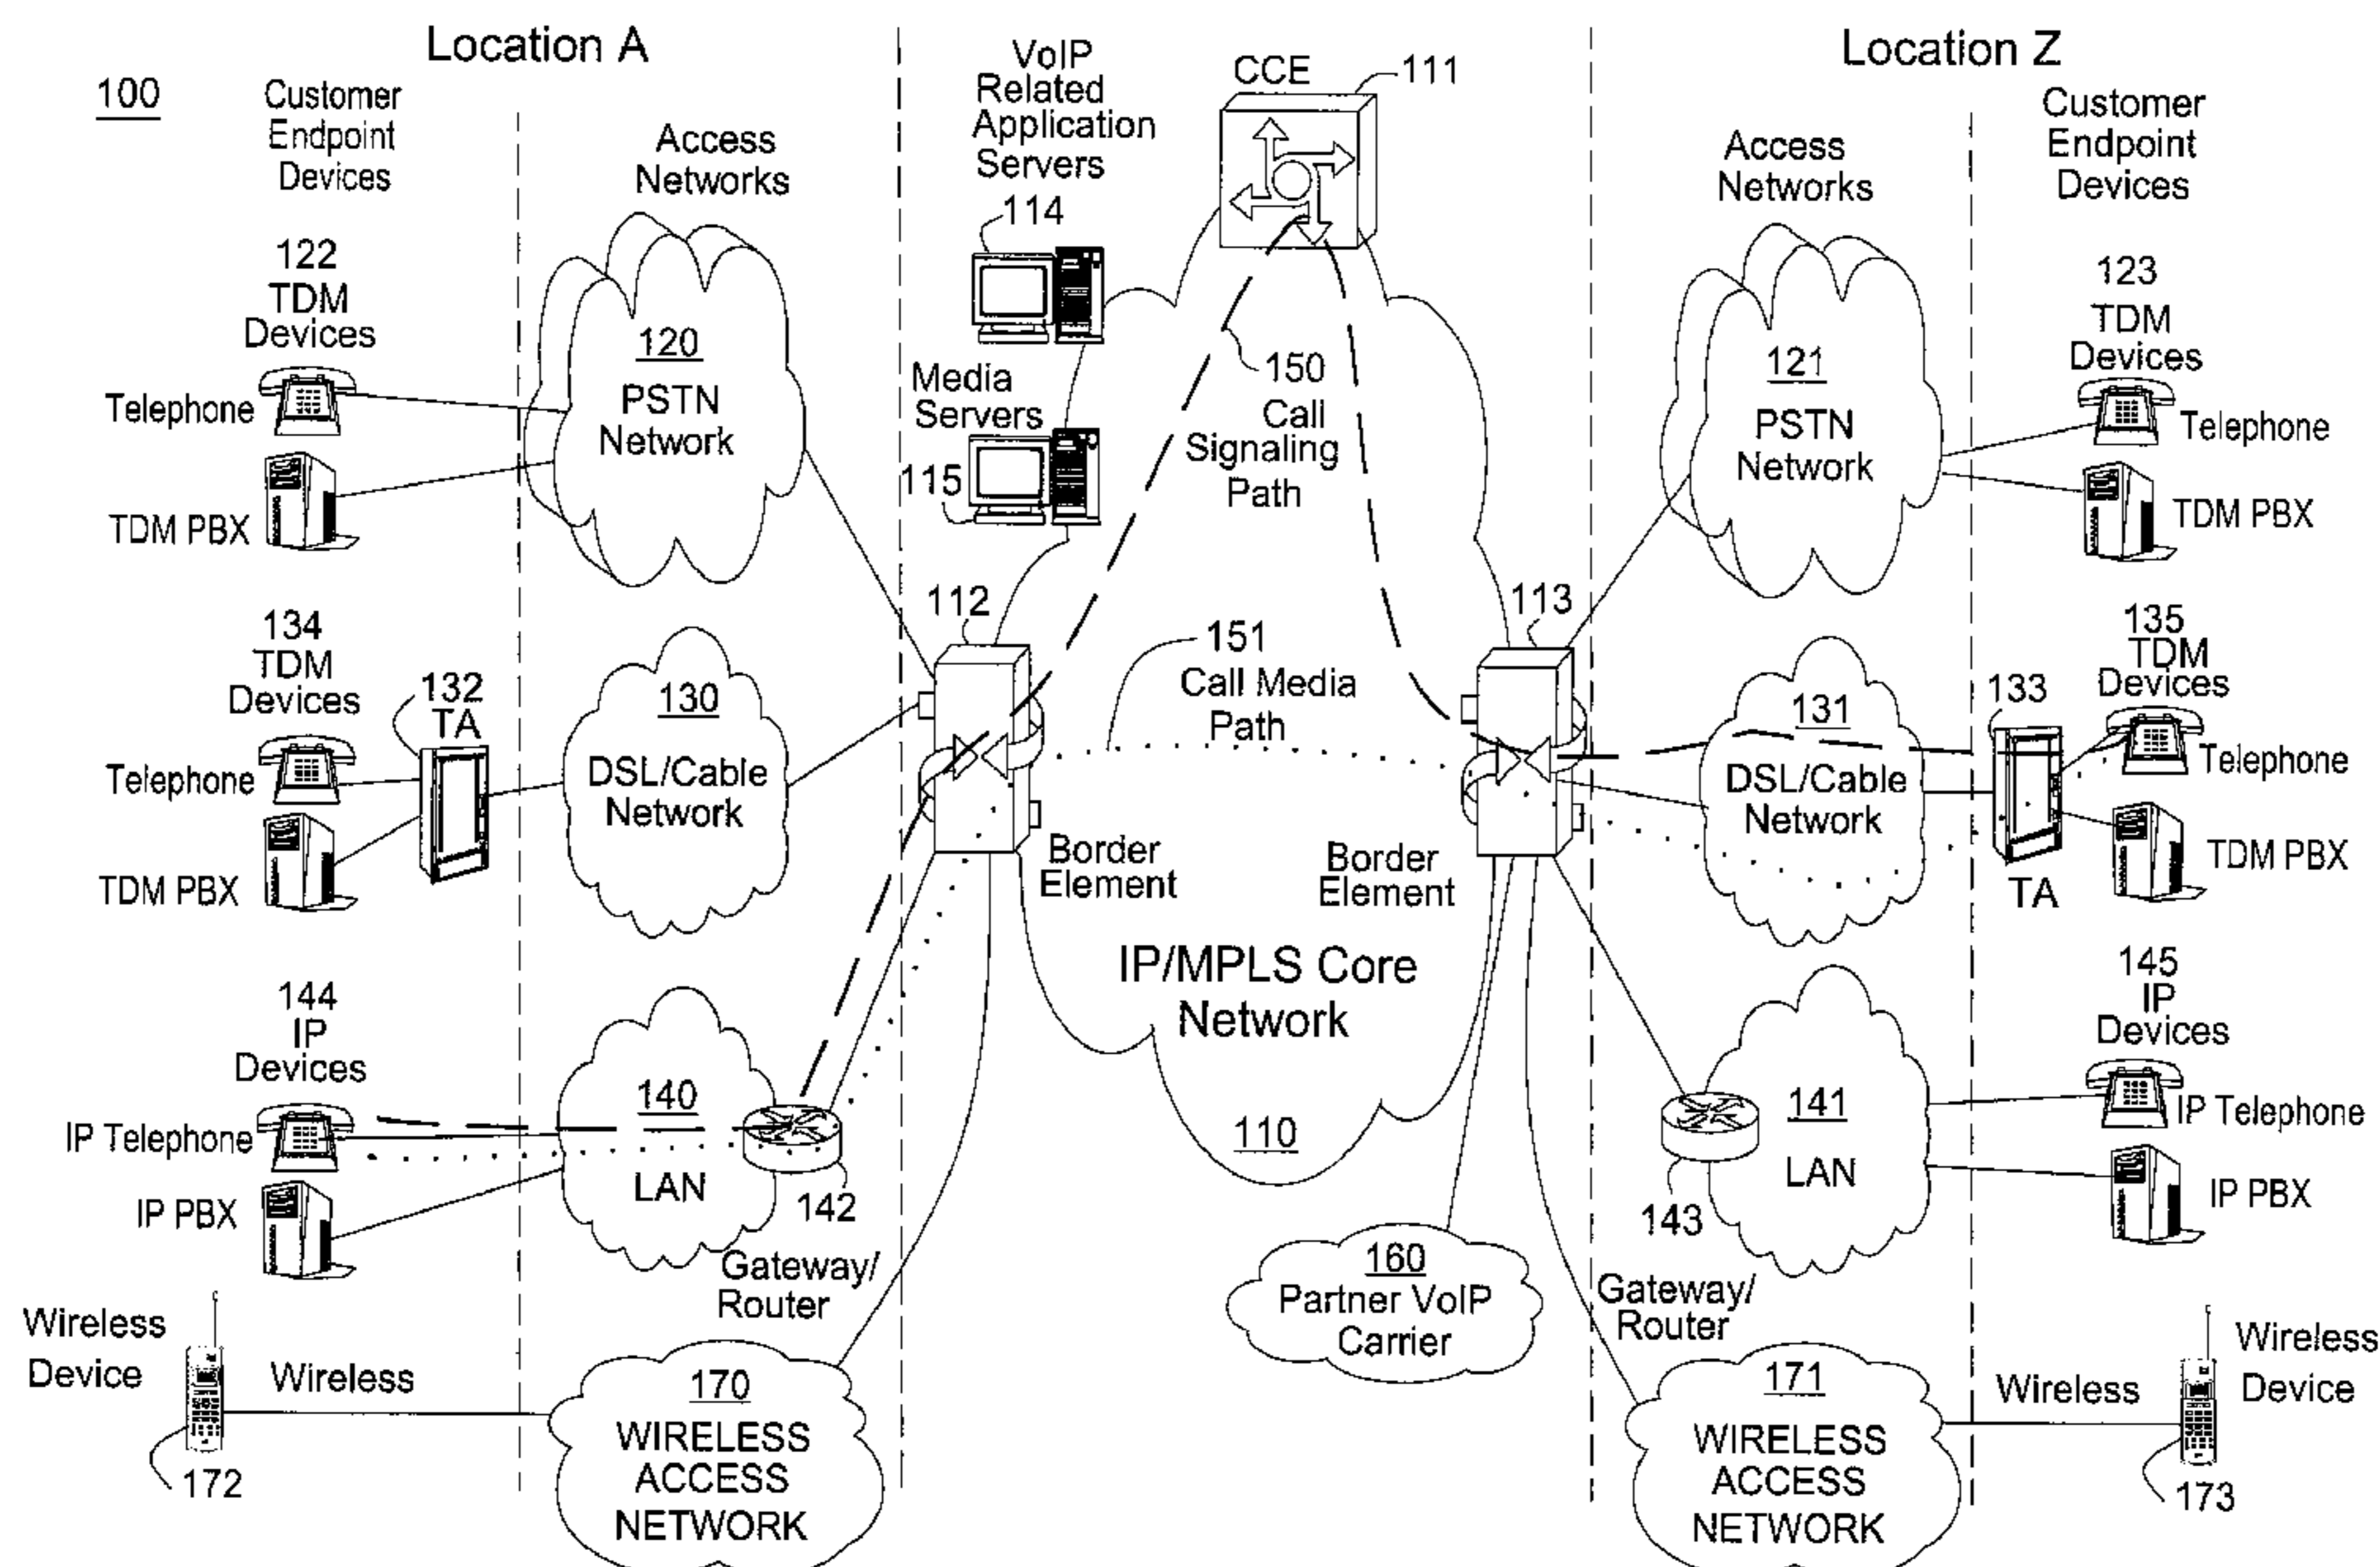 Location A
Location Z
100
Customer
Endpoint
Devices
Access
Networks
VoIP
Related
Application
Servers
114
CCE
111
Access
Networks
Customer
Endpoint
Devices
122
TDM
Devices
Telephone
TDM PBX
120
PSTN
Network
Media
Servers
115
150
Call
Signaling
Path
121
PSTN
Network
123
TDM
Devices
Telephone
TDM PBX
134
TDM
Devices
Telephone
TDM PBX
132
TA
130
DSL/Cable
Network
112
Border
Element
151
Call Media
Path
113
Border
Element
131
DSL/Cable
Network
133
TA
135
TDM
Devices
Telephone
TDM PBX
IP/MPLS Core
Network
110
144
IP
Devices
IP Telephone
IP PBX
140
LAN
142
Gateway/
Router
143
Gateway/
Router
141
LAN
145
IP
Devices
IP Telephone
IP PBX
160
Partner VoIP
Carrier
Wireless
Device
172
Wireless
170
WIRELESS
ACCESS
NETWORK
171
WIRELESS
ACCESS
NETWORK
Wireless
Wireless
Device
173